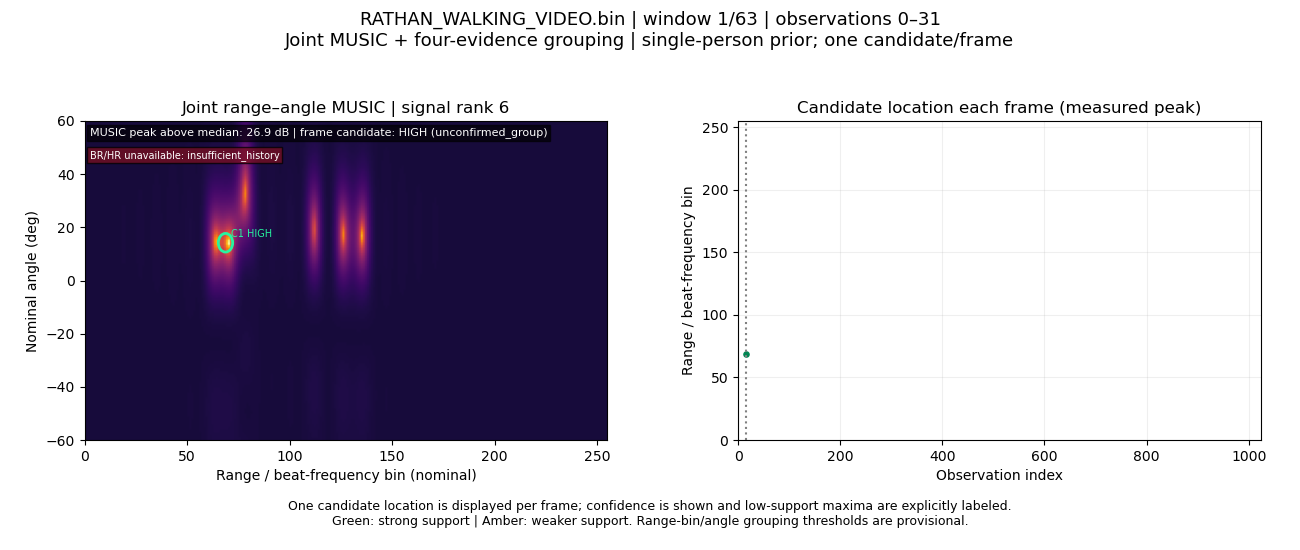 RATHAN_WALKING_VIDEO.bin | window 1/63 | observations 0–31
Joint MUSIC + four-evidence grouping | single-person prior; one candidate/frame
Joint range–angle MUSIC | signal rank 6
MUSIC peak above median: 26.9 dB | frame candidate: HIGH (unconfirmed_group)
BR/HR unavailable: insufficient_history
C1 HIGH
Nominal angle (deg)
60
40
20
0
−20
−40
−60
0 50 100 150 200 250
Range / beat-frequency bin (nominal)
Candidate location each frame (measured peak)
Range / beat-frequency bin
250
200
150
100
50
0
0 200 400 600 800 1000
Observation index
One candidate location is displayed per frame; confidence is shown and low-support maxima are explicitly labeled.
Green: strong support | Amber: weaker support. Range-bin/angle grouping thresholds are provisional.